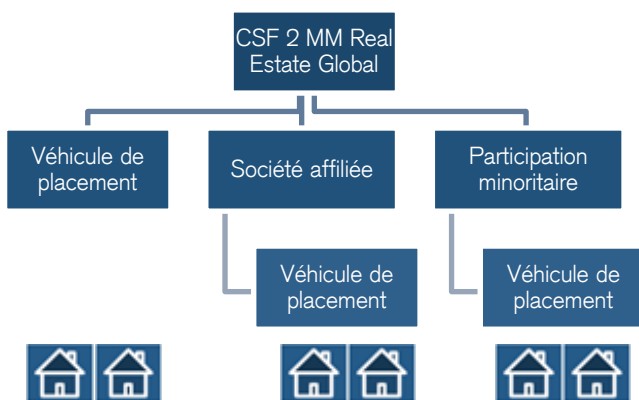 CSF 2 MM Real
Estate Global
Véhicule de
placement
Société affiliée
Participation
minoritaire
Véhicule de
placement
Véhicule de
placement